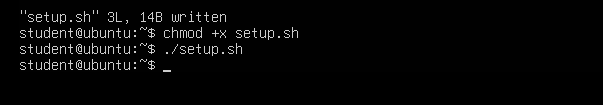 "setup.sh" 3L, 14B written
student@ubuntu:~$ chmod +x setup.sh
student@ubuntu:~$ ./setup.sh
student@ubuntu:~$ _